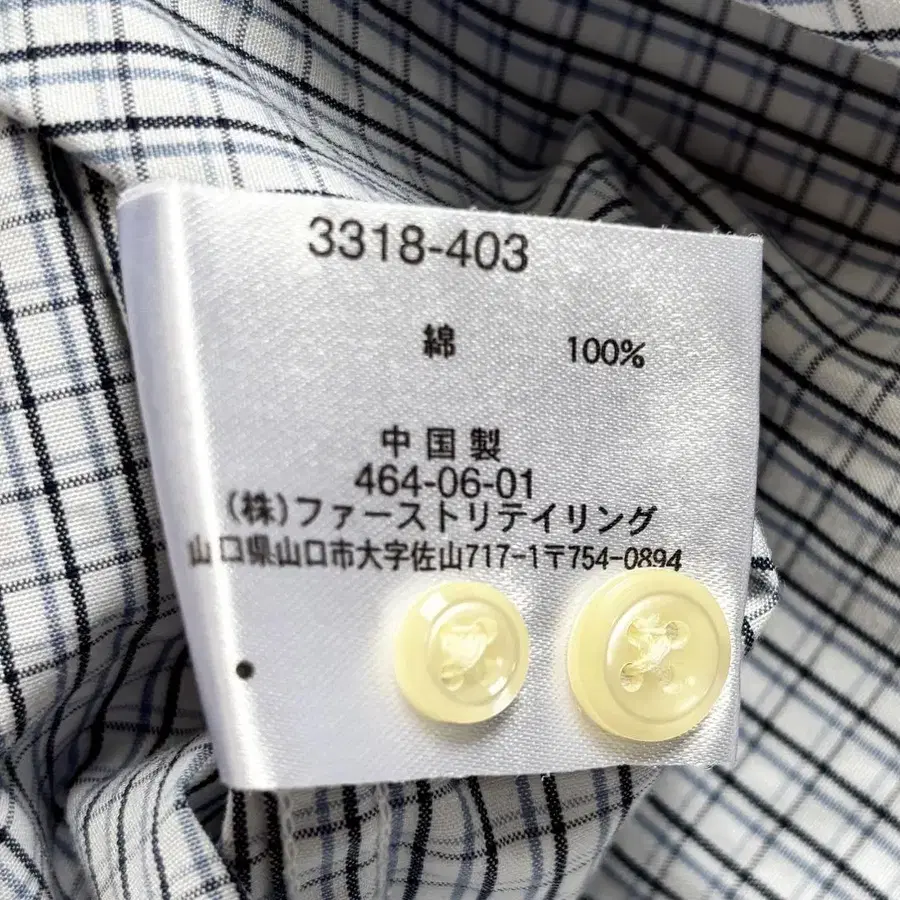 3318-403
綿 100%
中国製
464-06-01
(株)ファーストリテイリング
山口県山口市大字佐山717-1〒754-0894